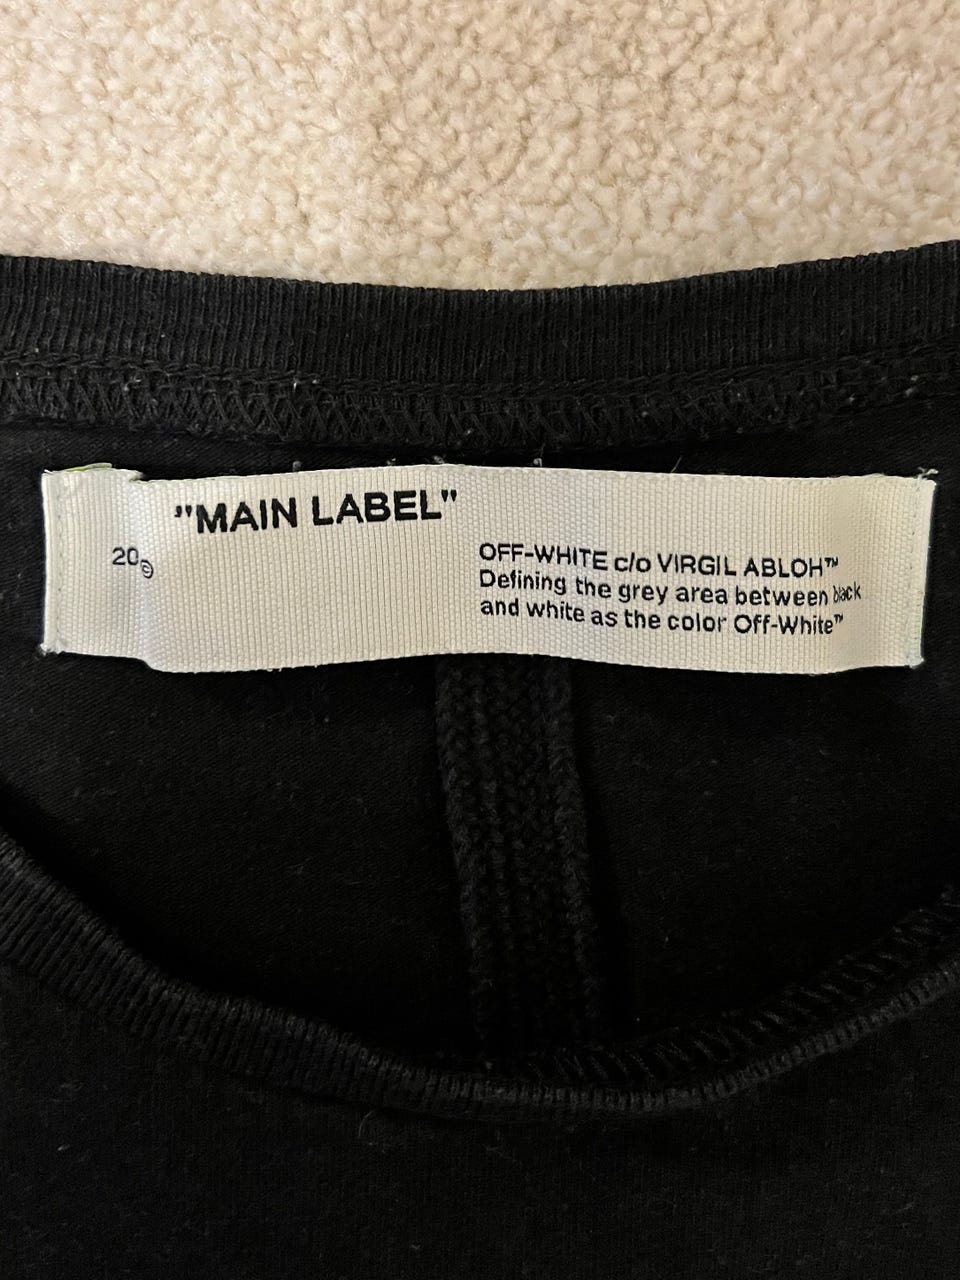 "MAIN LABEL"
20
OFF-WHITE c/o VIRGIL ABLOH™
Defining the grey area between black
and white as the color Off-White™